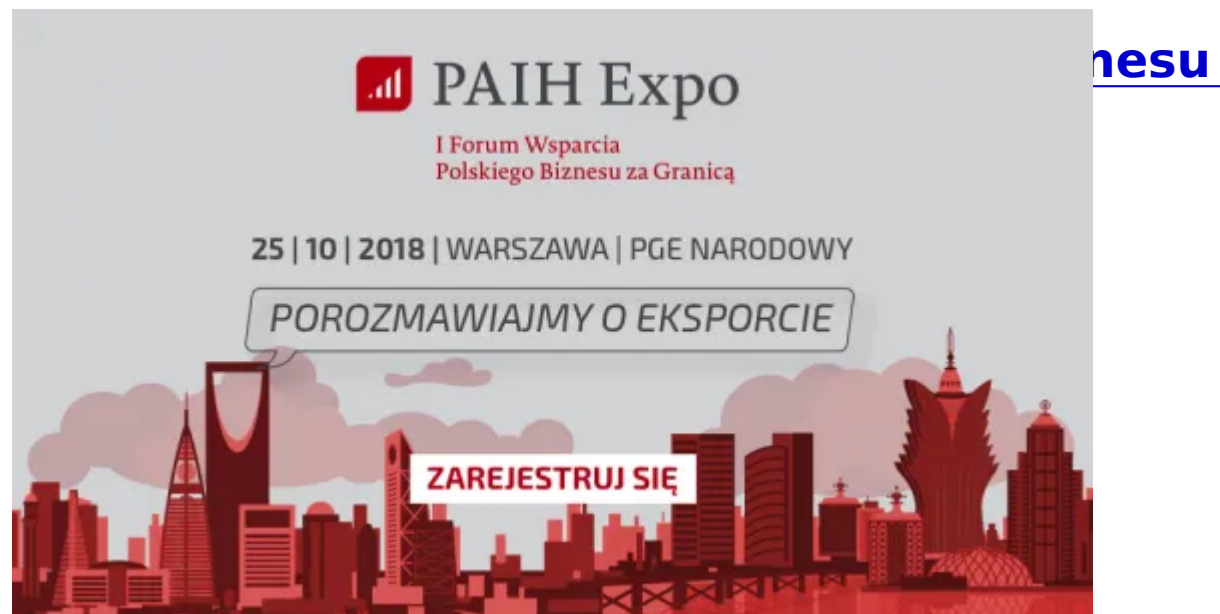 nesu
PAIH Expo
I Forum Wsparcia
Polskiego Biznesu za Granicą
25 | 10 | 2018 | WARSZAWA | PGE NARODOWY
POROZMAWIAJMY O EKSPORCIE
ZAREJESTRUJ SIĘ